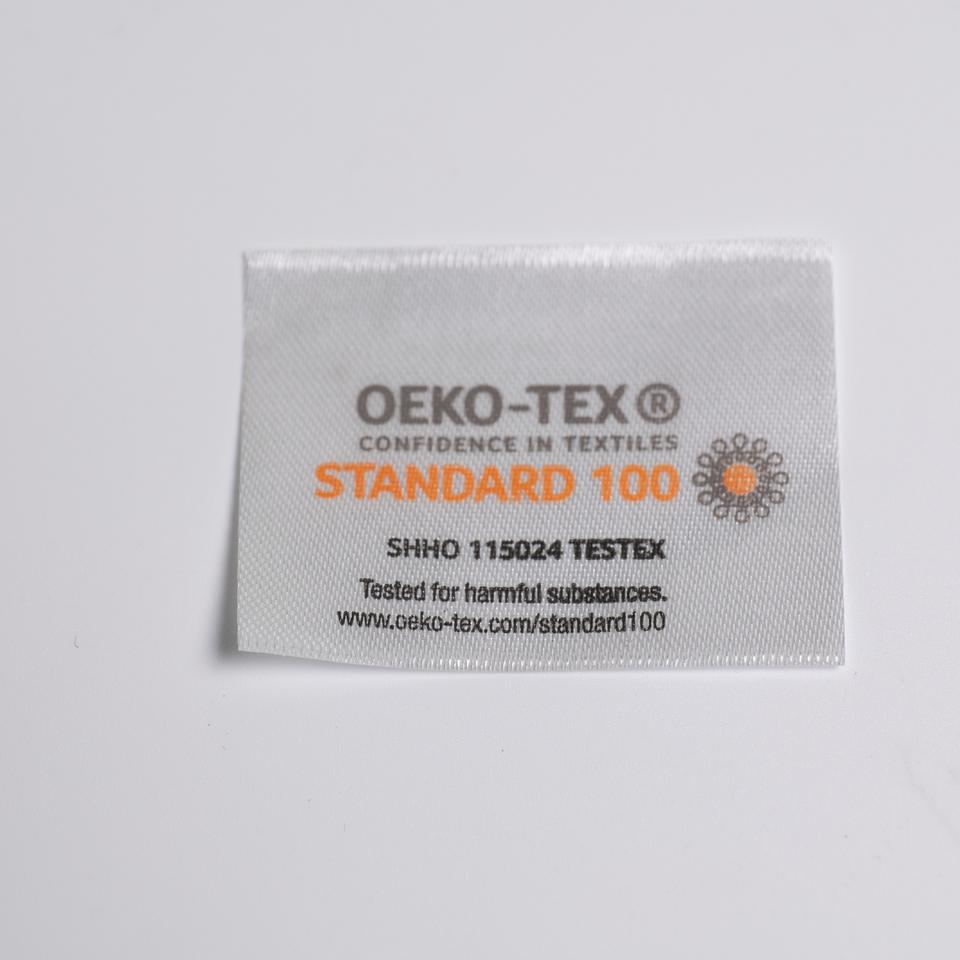 OEKO-TEX®
CONFIDENCE IN TEXTILES
STANDARD 100
SHHO 115024 TESTEX
Tested for harmful substances.
www.oeko-tex.com/standard100